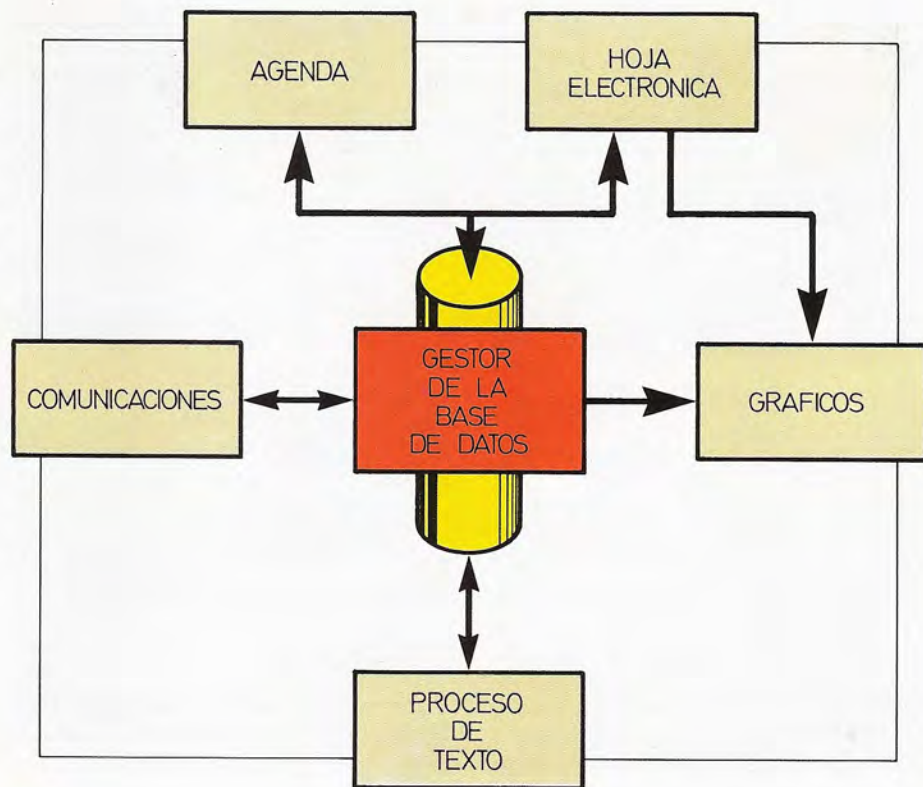 AGENDA
HOJA
ELECTRONICA
COMUNICACIONES
GESTOR
DE LA
BASE
DE DATOS
GRAFICOS
PROCESO
DE
TEXTO